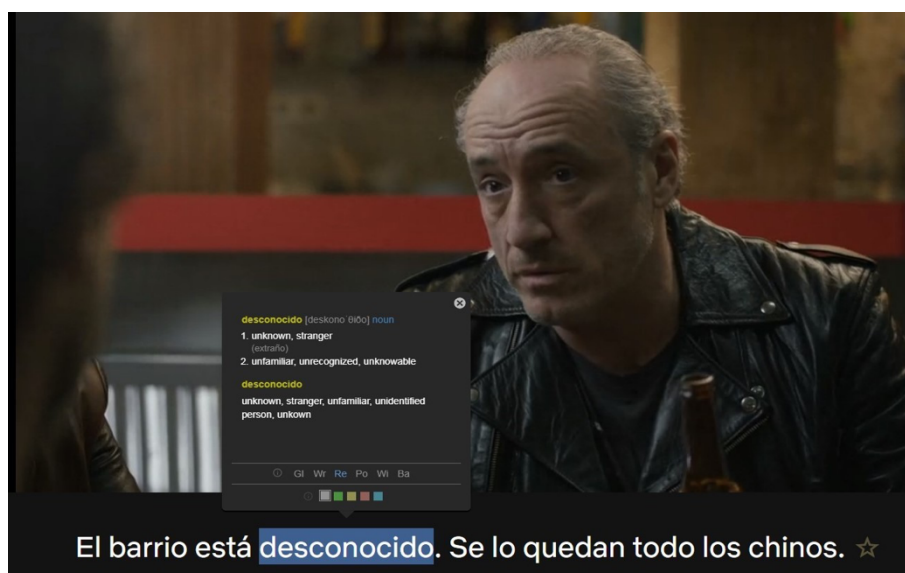 desconocido [deskono'θiðo] noun
1. unknown, stranger
(extraño)
2. unfamiliar, unrecognized, unknowable
desconocido
unknown, stranger, unfamiliar, unidentified
person, unkown
Gl Wr Re Po Wi Ba
El barrio está desconocido. Se lo quedan todo los chinos.